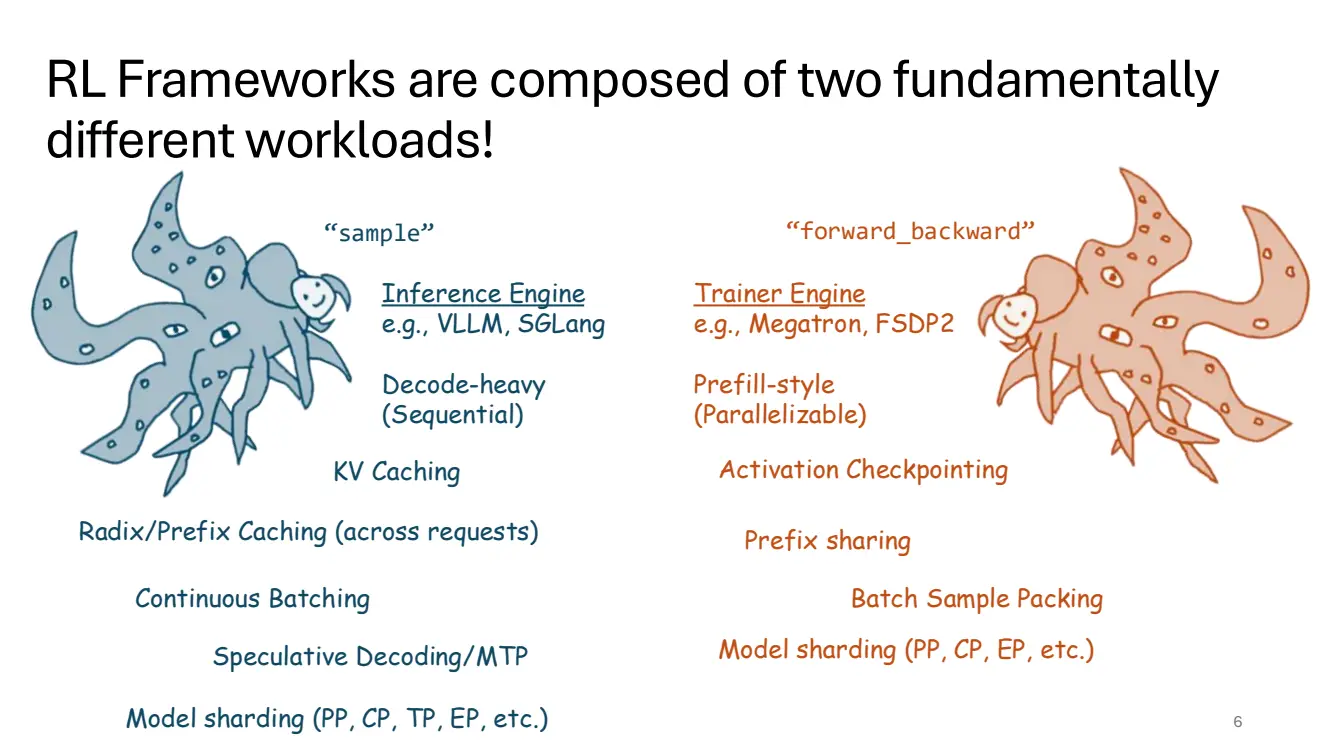 RL Frameworks are composed of two fundamentally
different workloads!
“sample”
Inference Engine
e.g., VLLM, SGLang
Decode-heavy
(Sequential)
KV Caching
Radix/Prefix Caching (across requests)
Continuous Batching
Speculative Decoding/MTP
Model sharding (PP, CP, TP, EP, etc.)
“forward_backward”
Trainer Engine
e.g., Megatron, FSDP2
Prefill-style
(Parallelizable)
Activation Checkpointing
Prefix sharing
Batch Sample Packing
Model sharding (PP, CP, EP, etc.)
6